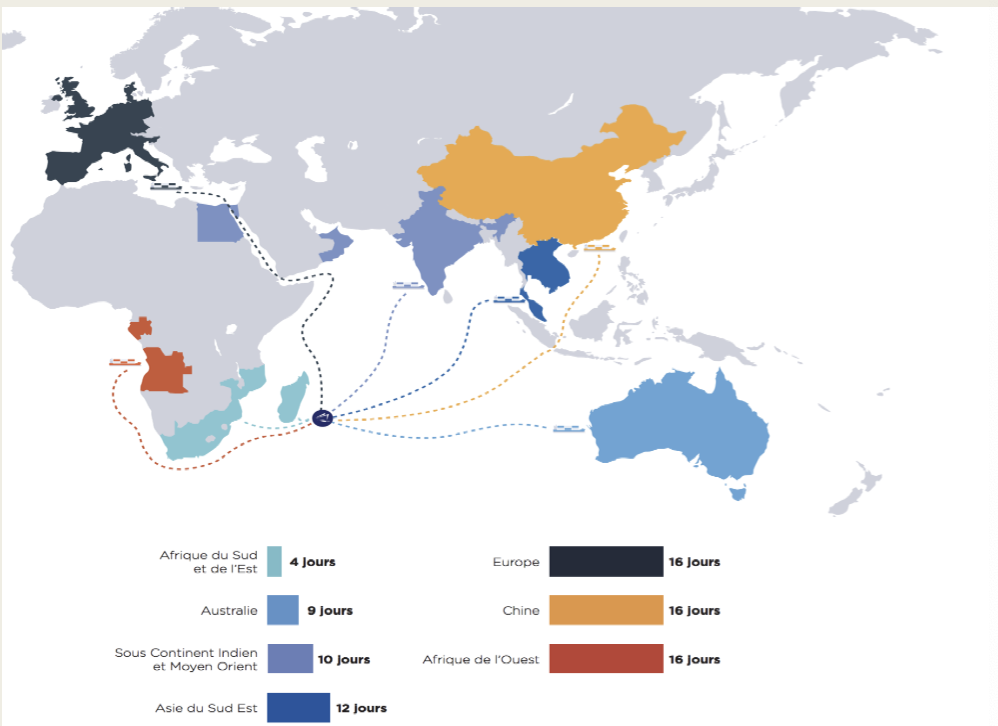 Afrique du Sud
et de l'Est
4 jours
Australie
9 jours
Sous Continent Indien
et Moyen Orient
10 jours
Asie du Sud Est
12 jours
Europe
16 jours
Chine
16 jours
Afrique de l'Ouest
16 jours